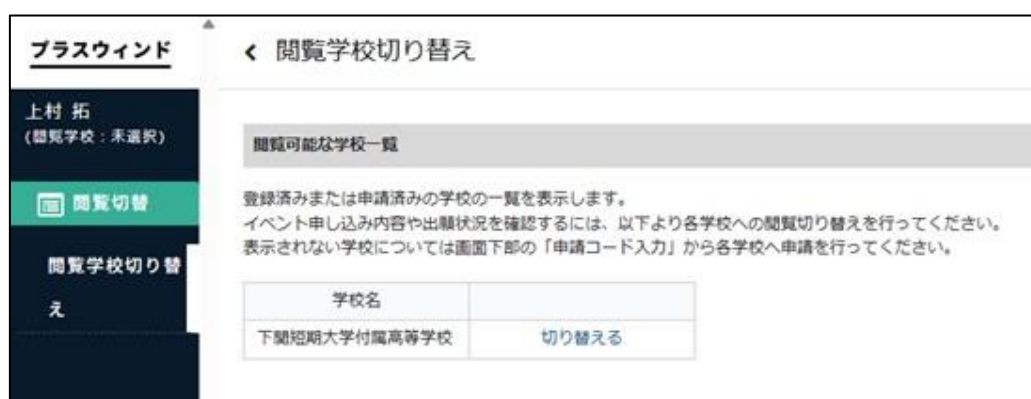 プラスウィンド
閲覧学校切り替え
上村 拓
(閲覧学校:未選択)
閲覧可能な学校一覧
閲覧切替
登録済みまたは申請済みの学校の一覧を表示します。
イベント申し込み内容や出願状況を確認するには、以下より各学校への閲覧切り替えを行ってください。
表示されない学校については画面下部の「申請コード入力」から各学校へ申請を行ってください。
閲覧学校切り替
え
学校名
下関短期大学付属高等学校 切り替える